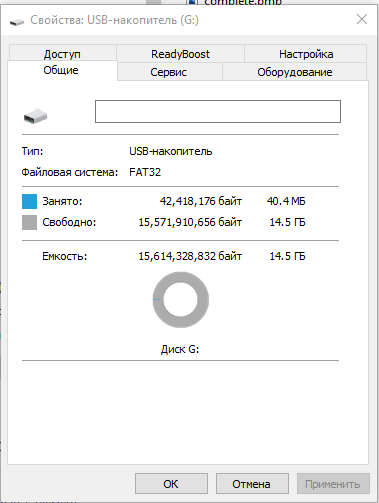 complete.bmp
Свойства: USB-накопитель (G:)
Доступ ReadyBoost Настройка
Общие Сервис Оборудование
Тип: USB-накопитель
Файловая система: FAT32
Занято: 42,418,176 байт 40.4 МБ
Свободно: 15,571,910,656 байт 14.5 ГБ
Емкость: 15,614,328,832 байт 14.5 ГБ
Диск G:
OK Отмена Применить